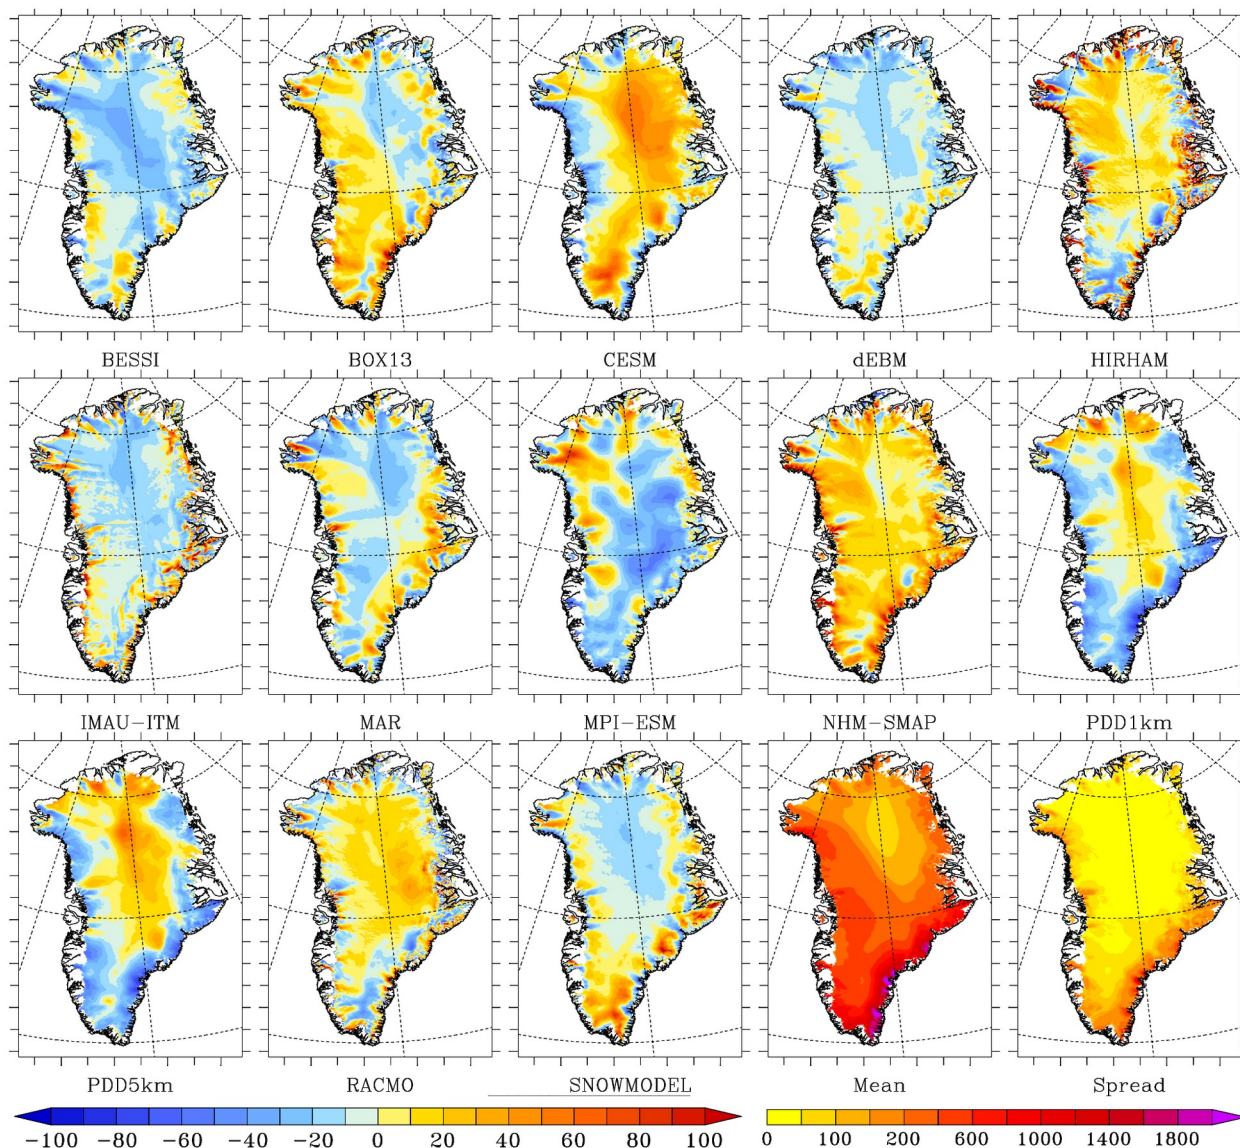 BESSI BOX13 CESM dEBM HIRHAM
IMAU-ITM MAR MPI-ESM NHM-SMAP PDD1km
PDD5km RACMO SNOWMODEL Mean Spread
−100 −80 −60 −40 −20 0 20 40 60 80 100 0 100 200 600 1000 1400 1800